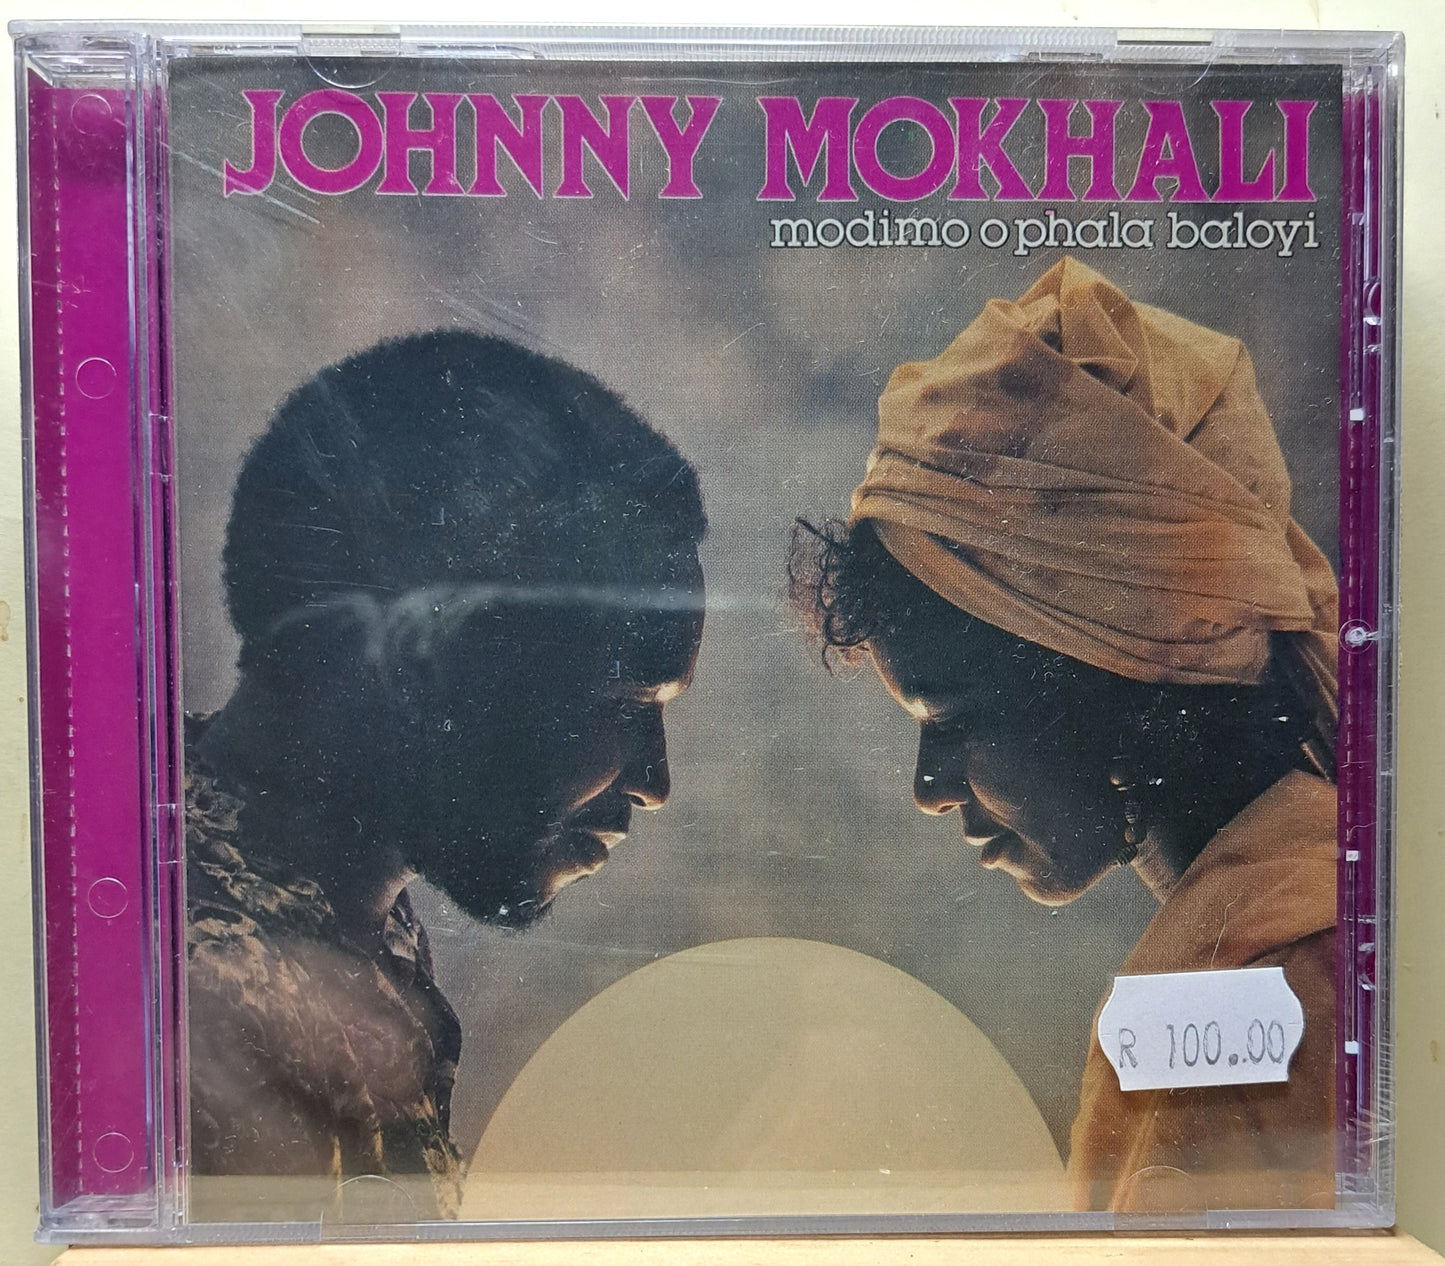 JOHNNY MOKHALI
modimo o phala baloyi
R 100.00